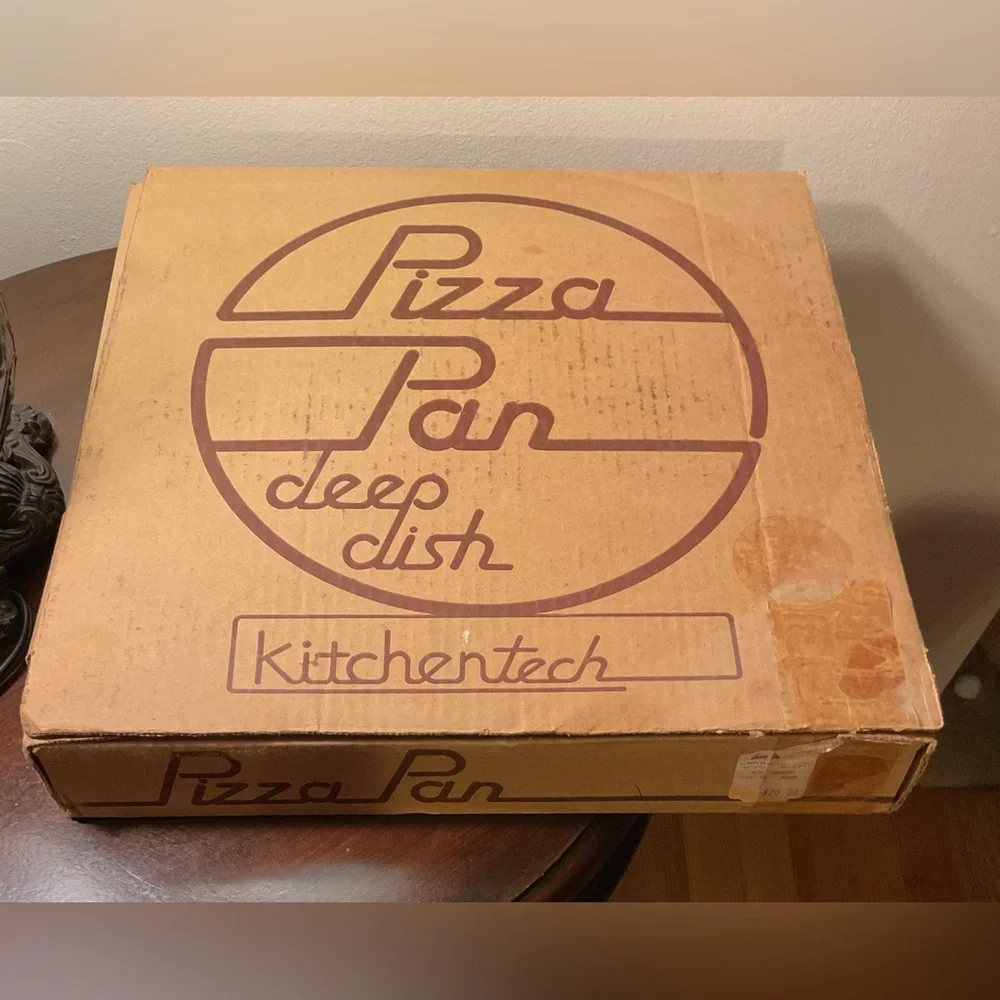 Pizza
Pan
deep
dish
kitchentech
Pizza Pan